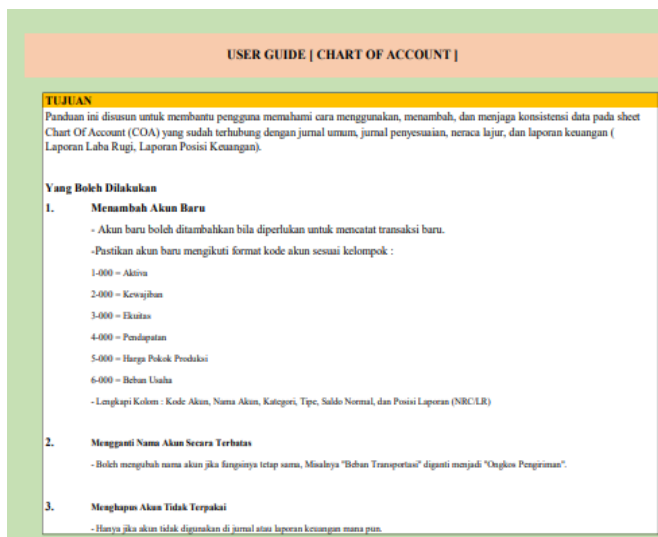 USER GUIDE [ CHART OF ACCOUNT ]
TUJUAN
Panduan ini disusun untuk membantu pengguna memahami cara menggunakan, menambah, dan menjaga konsistensi data pada sheet
Chart Of Account (COA) yang sudah terhubung dengan jurnal umum, jurnal penyesuaian, neraca lajur, dan laporan keuangan (
Laporan Laba Rugi, Laporan Posisi Keuangan).
Yang Boleh Dilakukan
1. Menambah Akun Baru
- Akun baru boleh ditambahkan bila diperlukan untuk mencatat transaksi baru.
-Pastikan akun baru mengikuti format kode akun sesuai kelompok :
1-000 = Aktiva
2-000 = Kewajiban
3-000 = Ekuitas
4-000 = Pendapatan
5-000 = Harga Pokok Produksi
6-000 = Beban Usaha
- Lengkapi Kolom : Kode Akun, Nama Akun, Kategori, Tipe, Saldo Normal, dan Posisi Laporan (NRC/LR)
2. Mengganti Nama Akun Secara Terbatas
- Boleh mengubah nama akun jika fungsinya tetap sama, Misalnya "Beban Transportasi" diganti menjadi "Ongkos Pengiriman".
3. Menghapus Akun Tidak Terpakai
- Hanya jika akun tidak digunakan di jurnal atau laporan keuangan mana pun.